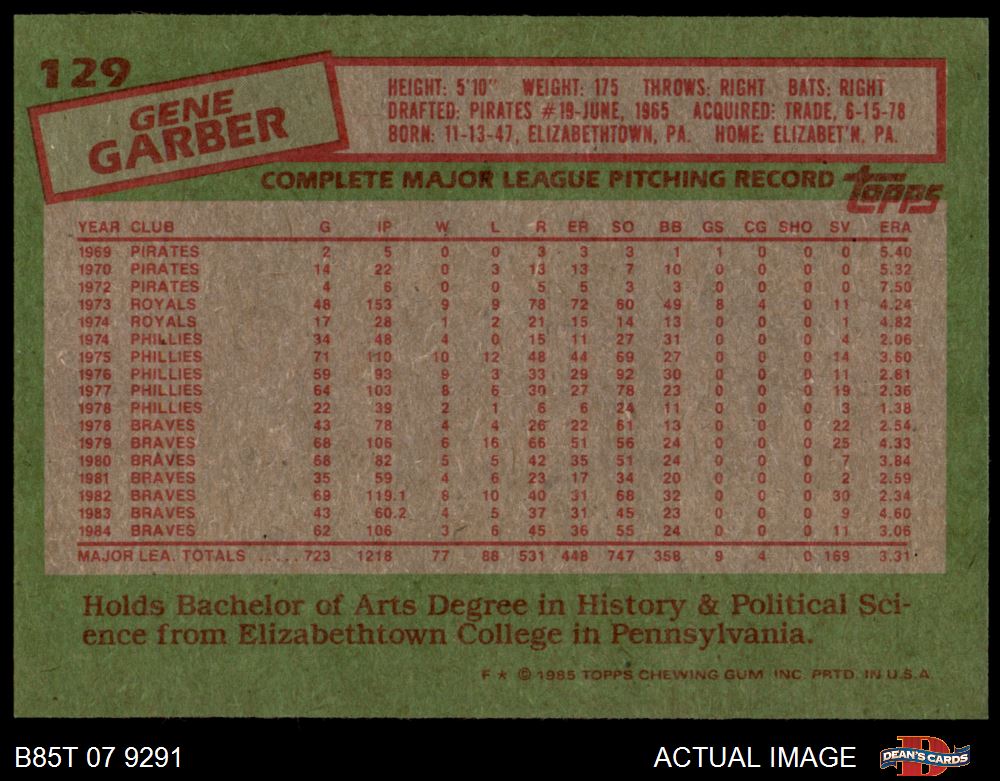 129
GENE
GARBER
HEIGHT: 5'10" WEIGHT: 175 THROWS: RIGHT BATS: RIGHT
DRAFTED: PIRATES #19-JUNE, 1965 ACQUIRED: TRADE, 6-15-78
BORN: 11-13-47, ELIZABETHTOWN, PA. HOME: ELIZABET'N, PA.
COMPLETE MAJOR LEAGUE PITCHING RECORD topps
YEAR CLUB G IP W L R ER SO BB GS CG SHO SV ERA
1969 PIRATES 2 5 0 0 3 3 3 1 1 0 0 0 5.40
1970 PIRATES 14 22 0 3 13 13 7 10 0 0 0 0 5.32
1972 PIRATES 4 6 0 0 5 5 3 3 0 0 0 0 7.50
1973 ROYALS 48 153 9 9 78 72 60 49 8 4 0 11 4.24
1974 ROYALS 17 28 1 2 21 15 14 13 0 0 0 1 4.82
1974 PHILLIES 34 48 4 0 15 11 27 31 0 0 0 4 2.06
1975 PHILLIES 71 110 10 12 48 44 69 27 0 0 0 14 3.60
1976 PHILLIES 59 93 9 3 33 29 92 30 0 0 0 11 2.81
1977 PHILLIES 64 103 8 6 30 27 78 23 0 0 0 19 2.36
1978 PHILLIES 22 39 2 1 6 6 24 11 0 0 0 3 1.38
1978 BRAVES 43 78 4 4 26 22 61 13 0 0 0 22 2.54
1979 BRAVES 68 106 6 16 66 51 56 24 0 0 0 25 4.33
1980 BRAVES 68 82 5 5 42 35 51 24 0 0 0 7 3.84
1981 BRAVES 35 59 4 6 23 17 34 20 0 0 0 2 2.59
1982 BRAVES 69 119.1 8 10 40 31 68 32 0 0 0 30 2.34
1983 BRAVES 43 60.2 4 5 37 31 45 23 0 0 0 9 4.60
1984 BRAVES 62 106 3 6 45 36 55 24 0 0 0 11 3.06
MAJOR LEA. TOTALS ..... 723 1218 77 88 531 448 747 358 9 4 0 169 3.31
Holds Bachelor of Arts Degree in History & Political Sci-
ence from Elizabethtown College in Pennsylvania.
F * © 1985 TOPPS CHEWING GUM INC. PRTD. IN U.S.A.
B85T 07 9291 ACTUAL IMAGE DEAN'S CARDS